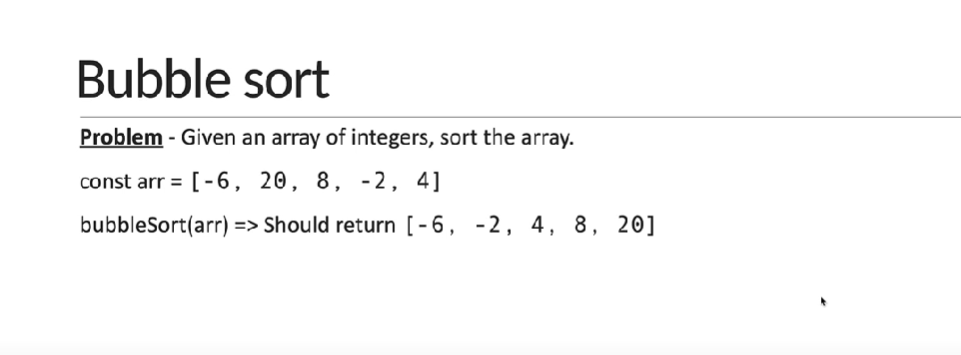 Bubble sort
Problem - Given an array of integers, sort the array.
const arr = [-6, 20, 8, -2, 4]
bubbleSort(arr) => Should return [-6, -2, 4, 8, 20]